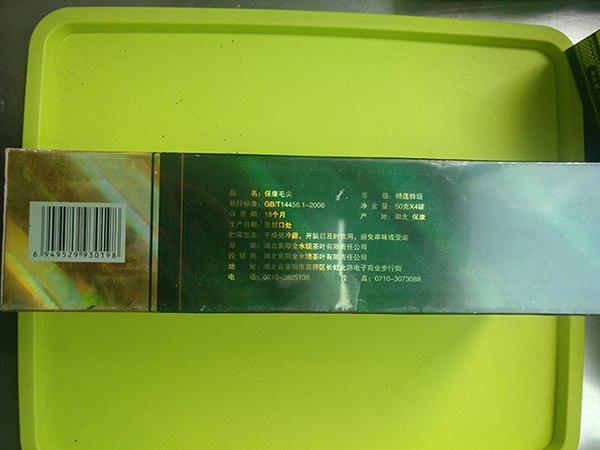 品 名：保康毛尖 等 级：精选特级
执行标准：GB/T14456.1-2008 净 含 量：50克X4罐
保 质 期：18个月 产 地：湖北 保康
生产日期：见封口处
贮藏方法：干燥处冷藏，开装后及时饮用，避免串味或受潮
分 装：湖北襄阳金水镜茶叶有限责任公司
经 销 商：湖北襄阳金水镜茶叶有限责任公司
地 址：湖北省襄阳市高新区长虹北路电子商业步行街
电 话：0710-3825138 传 真：0710-3073088
6 949529 930198